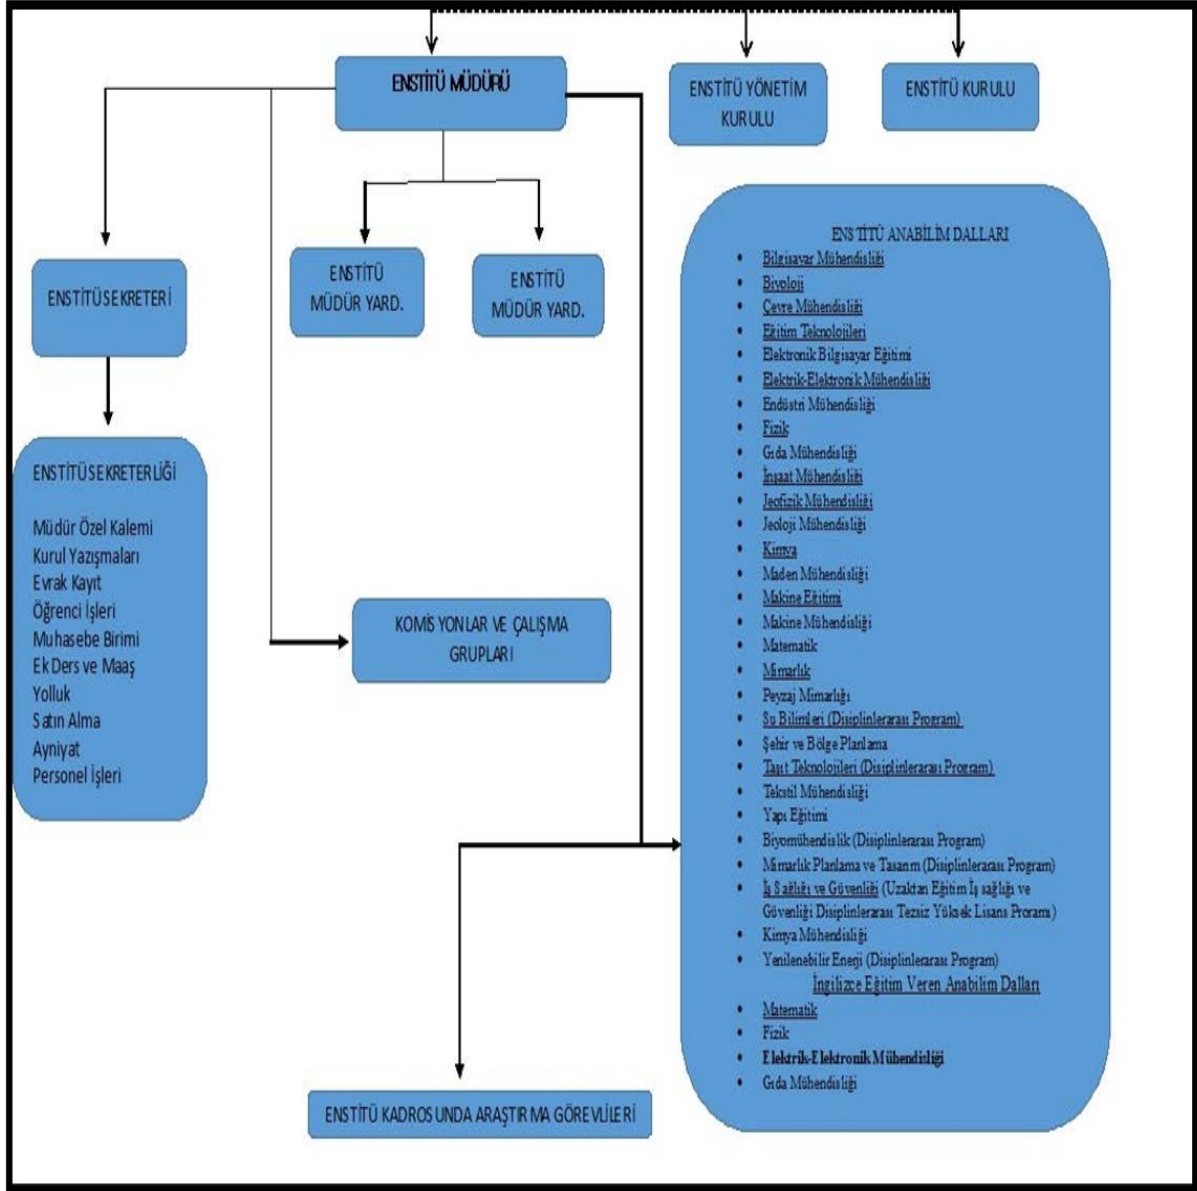 ENSTİTÜ MÜDÜRÜ
ENSTİTÜ YÖNETİM
KURULU
ENSTİTÜ KURULU
ENSTİTÜ SEKRETERİ
ENSTİTÜ
MÜDÜR YARD.
ENSTİTÜ
MÜDÜR YARD.
ENSTİTÜ SEKRETERLİĞİ
Müdür Özel Kalemi
Kurul Yazışmaları
Evrak Kayıt
Öğrenci İşleri
Muhasebe Birimi
Ek Ders ve Maaş
Yolluk
Satın Alma
Ayniyat
Personel İşleri
KOMİSYONLAR VE ÇALIŞMA
GRUPLARI
ENSTİTÜ ANABİLİM DALLARI
• Bilgisayar Mühendisliği
• Biyoloji
• Çevre Mühendisliği
• Eğitim Teknolojileri
• Elektronik Bilgisayar Eğitimi
• Elektrik-Elektronik Mühendisliği
• Endüstri Mühendisliği
• Fizik
• Gıda Mühendisliği
• İnşaat Mühendisliği
• Jeofizik Mühendisliği
• Jeoloji Mühendisliği
• Kimya
• Maden Mühendisliği
• Makine Eğitimi
• Makine Mühendisliği
• Matematik
• Mimarlık
• Peyzaj Mimarlığı
• Su Bilimleri (Disiplinlerarası Program)
• Şehir ve Bölge Planlama
• Taşıt Teknolojileri (Disiplinlerarası Program)
• Tekstil Mühendisliği
• Yapı Eğitimi
• Biyomühendislik (Disiplinlerarası Program)
• Mimarlık Planlama ve Tasarım (Disiplinlerarası Program)
• İş Sağlığı ve Güvenliği (Uzaktan Eğitim İş sağlığı ve
Güvenliği Disiplinlerarası Tezsiz Yüksek Lisans Proramı)
• Kimya Mühendisliği
• Yenilenebilir Enerji (Disiplinlerarası Program)
İngilizce Eğitim Veren Anabilim Dalları
• Matematik
• Fizik
• Elektrik-Elektronik Mühendisliği
• Gıda Mühendisliği
ENSTİTÜ KADROSUNDA ARAŞTIRMA GÖREVLİLERİ